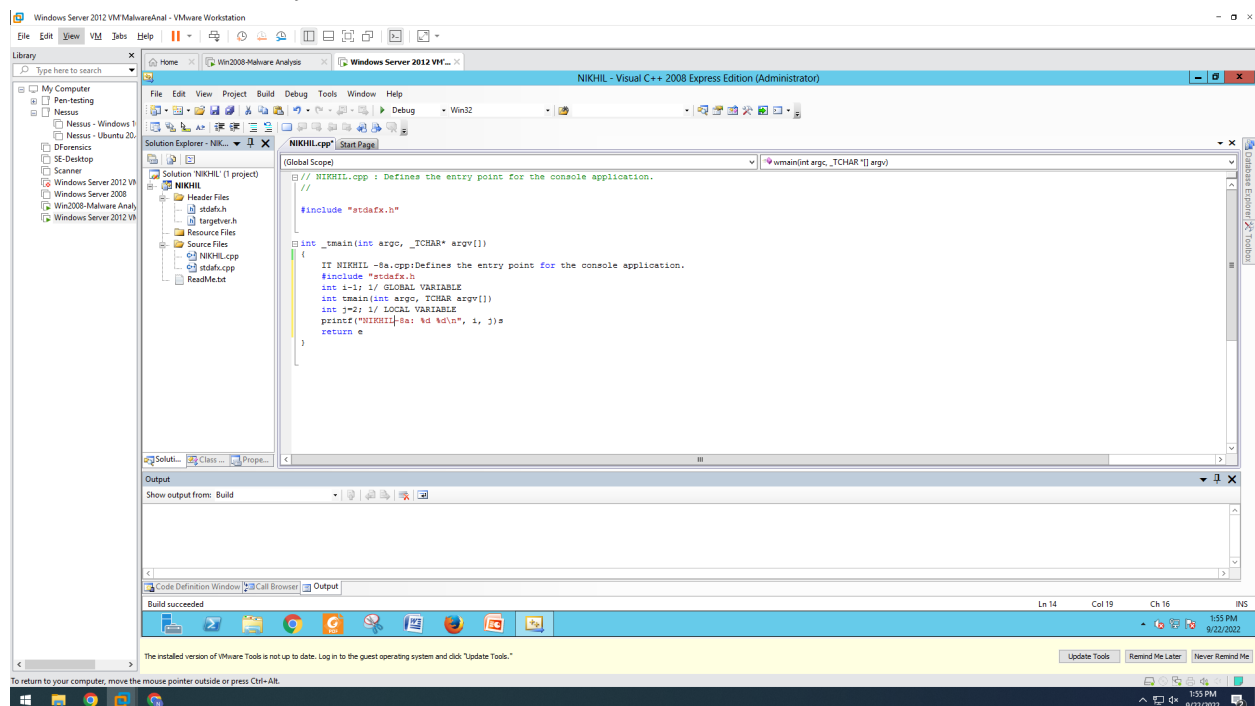 Windows Server 2012 VM'MalwareAnal - VMware Workstation
File Edit View VM Tabs Help
Library
Type here to search
Home
Win2008-Malware Analysis
Windows Server 2012 VM'...
My Computer
Pen-testing
Nessus
Nessus - Windows 1
Nessus - Ubuntu 20.
DForensics
SE-Desktop
Scanner
Windows Server 2012 VM
Windows Server 2008
Win2008-Malware Analy
Windows Server 2012 VM
NIKHIL - Visual C++ 2008 Express Edition (Administrator)
File Edit View Project Build Debug Tools Window Help
Debug Win32
Solution Explorer - NIK...
Solution 'NIKHIL' (1 project)
NIKHIL
Header Files
stdafx.h
targetver.h
Resource Files
Source Files
NIKHIL.cpp
stdafx.cpp
ReadMe.txt
Soluti... Class ... Prope...
NIKHIL.cpp* Start Page
(Global Scope) wmain(int argc, _TCHAR *[] argv)
// NIKHIL.cpp : Defines the entry point for the console application.
//
#include "stdafx.h"
int _tmain(int argc, _TCHAR* argv[])
{
IT NIKHIL -8a.cpp:Defines the entry point for the console application.
#include "stdafx.h
int i-1; 1/ GLOBAL VARIABLE
int tmain(int argc, TCHAR argv[])
int j=2; 1/ LOCAL VARIABLE
printf("NIKHIL-8a: %d %d\n", i, j)s
return e
}
Database Explorer
Toolbox
Output
Show output from: Build
Code Definition Window Call Browser Output
Build succeeded Ln 14 Col 19 Ch 16 INS
1:55 PM
9/22/2022
The installed version of VMware Tools is not up to date. Log in to the guest operating system and click "Update Tools."
Update Tools Remind Me Later Never Remind Me
To return to your computer, move the mouse pointer outside or press Ctrl+Alt.
1:55 PM
9/22/2022